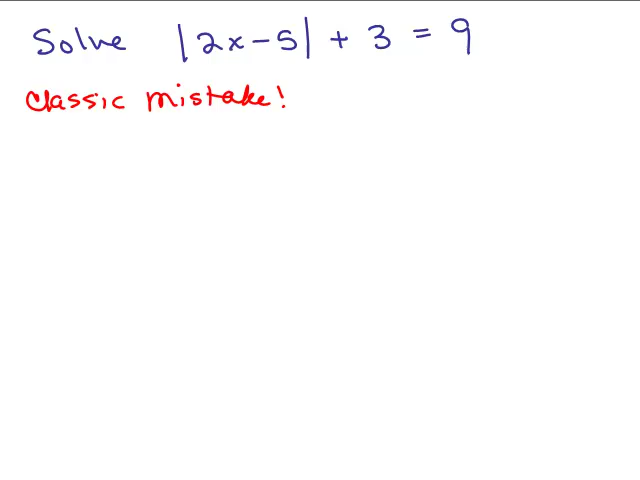 Solve |2x - 5| + 3 = 9
Classic mistake!